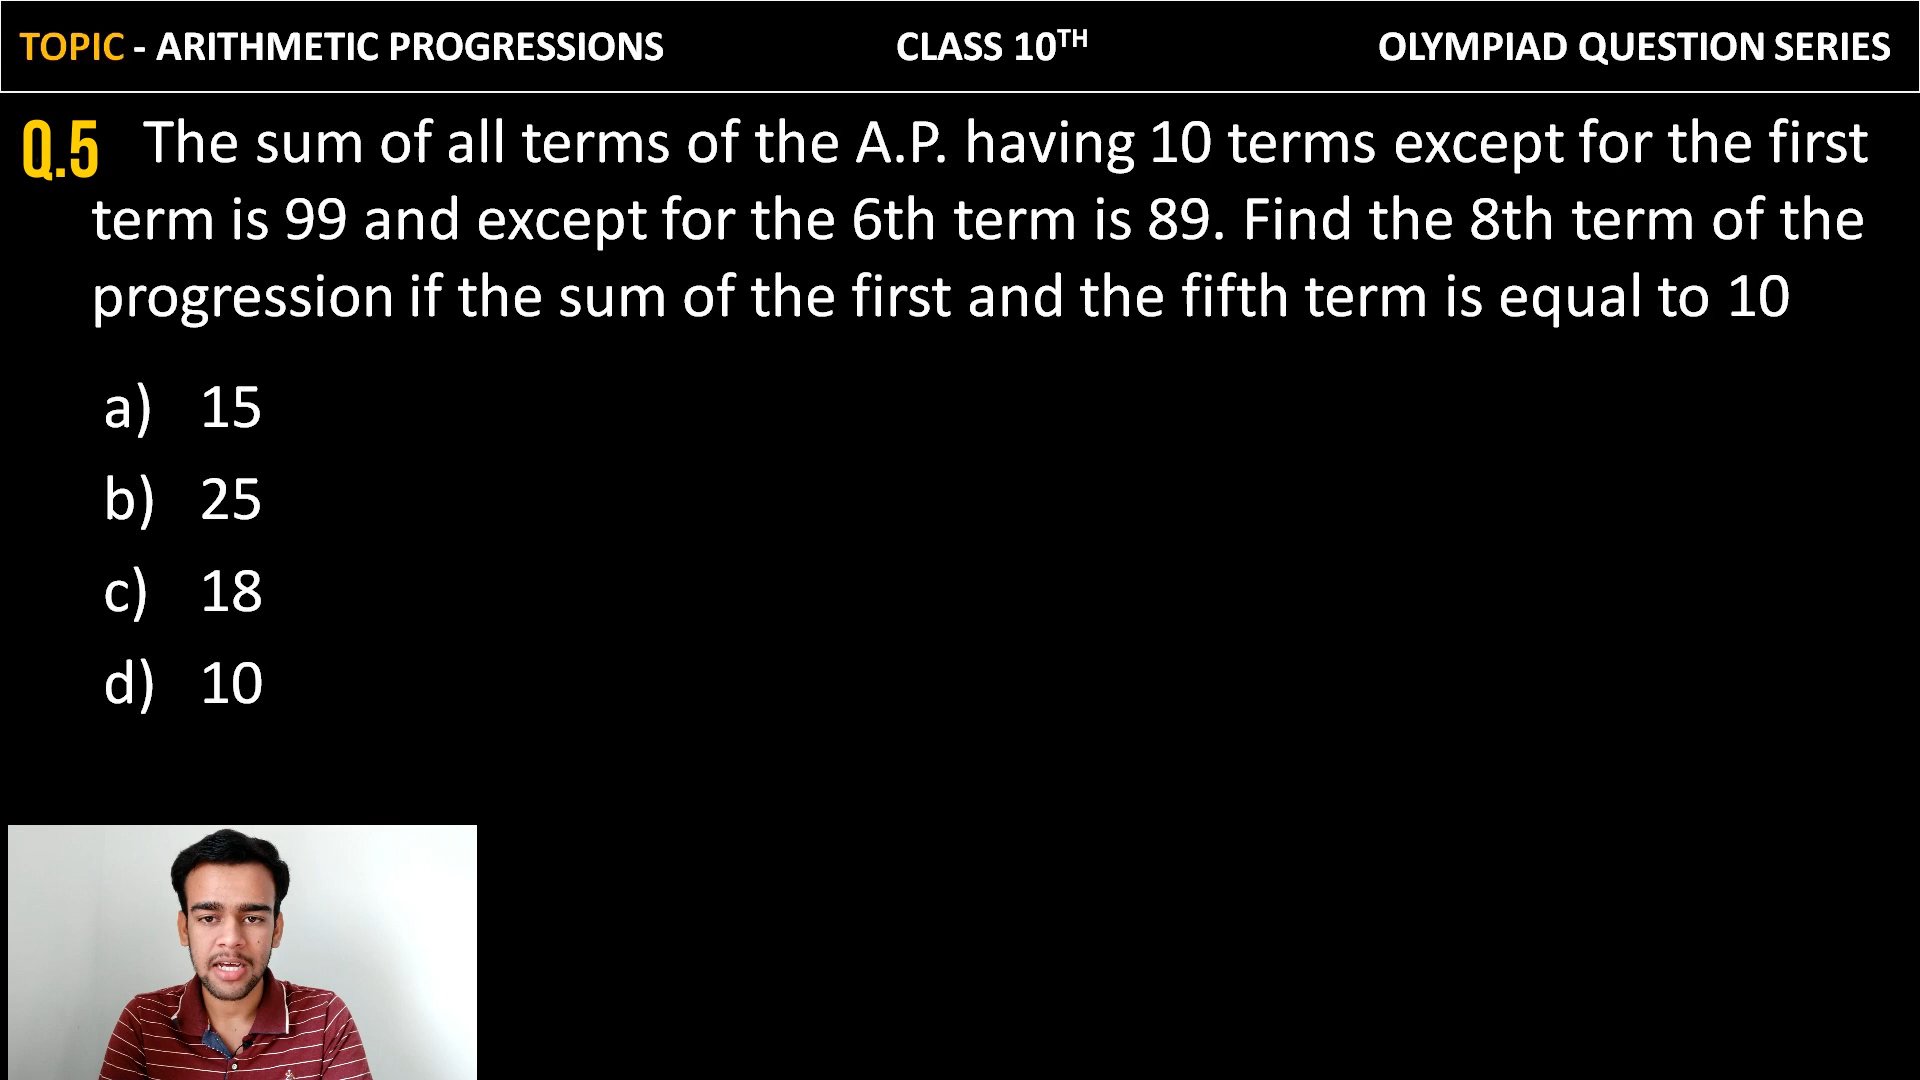 TOPIC - ARITHMETIC PROGRESSIONS CLASS 10TH OLYMPIAD QUESTION SERIES
Q.5 The sum of all terms of the A.P. having 10 terms except for the first
term is 99 and except for the 6th term is 89. Find the 8th term of the
progression if the sum of the first and the fifth term is equal to 10
a) 15
b) 25
c) 18
d) 10